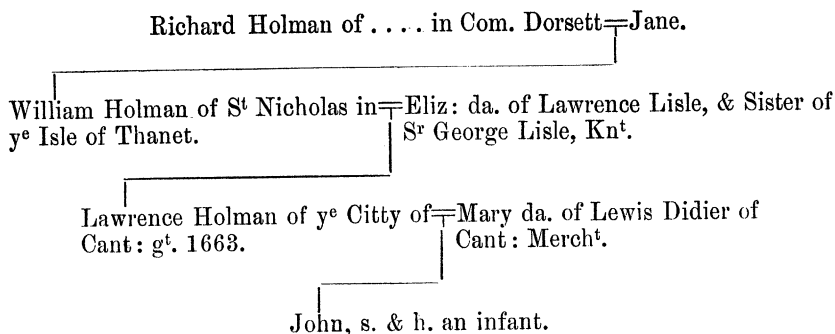 Richard Holman of .... in Com. Dorsett=Jane.
William Holman of Sᵗ Nicholas in=Eliz: da. of Lawrence Lisle, & Sister of
yᵉ Isle of Thanet. Sʳ George Lisle, Knᵗ.
Lawrence Holman of yᵉ Citty of=Mary da. of Lewis Didier of
Cant: gᵗ. 1663. Cant: Merchᵗ.
John, s. & h. an infant.